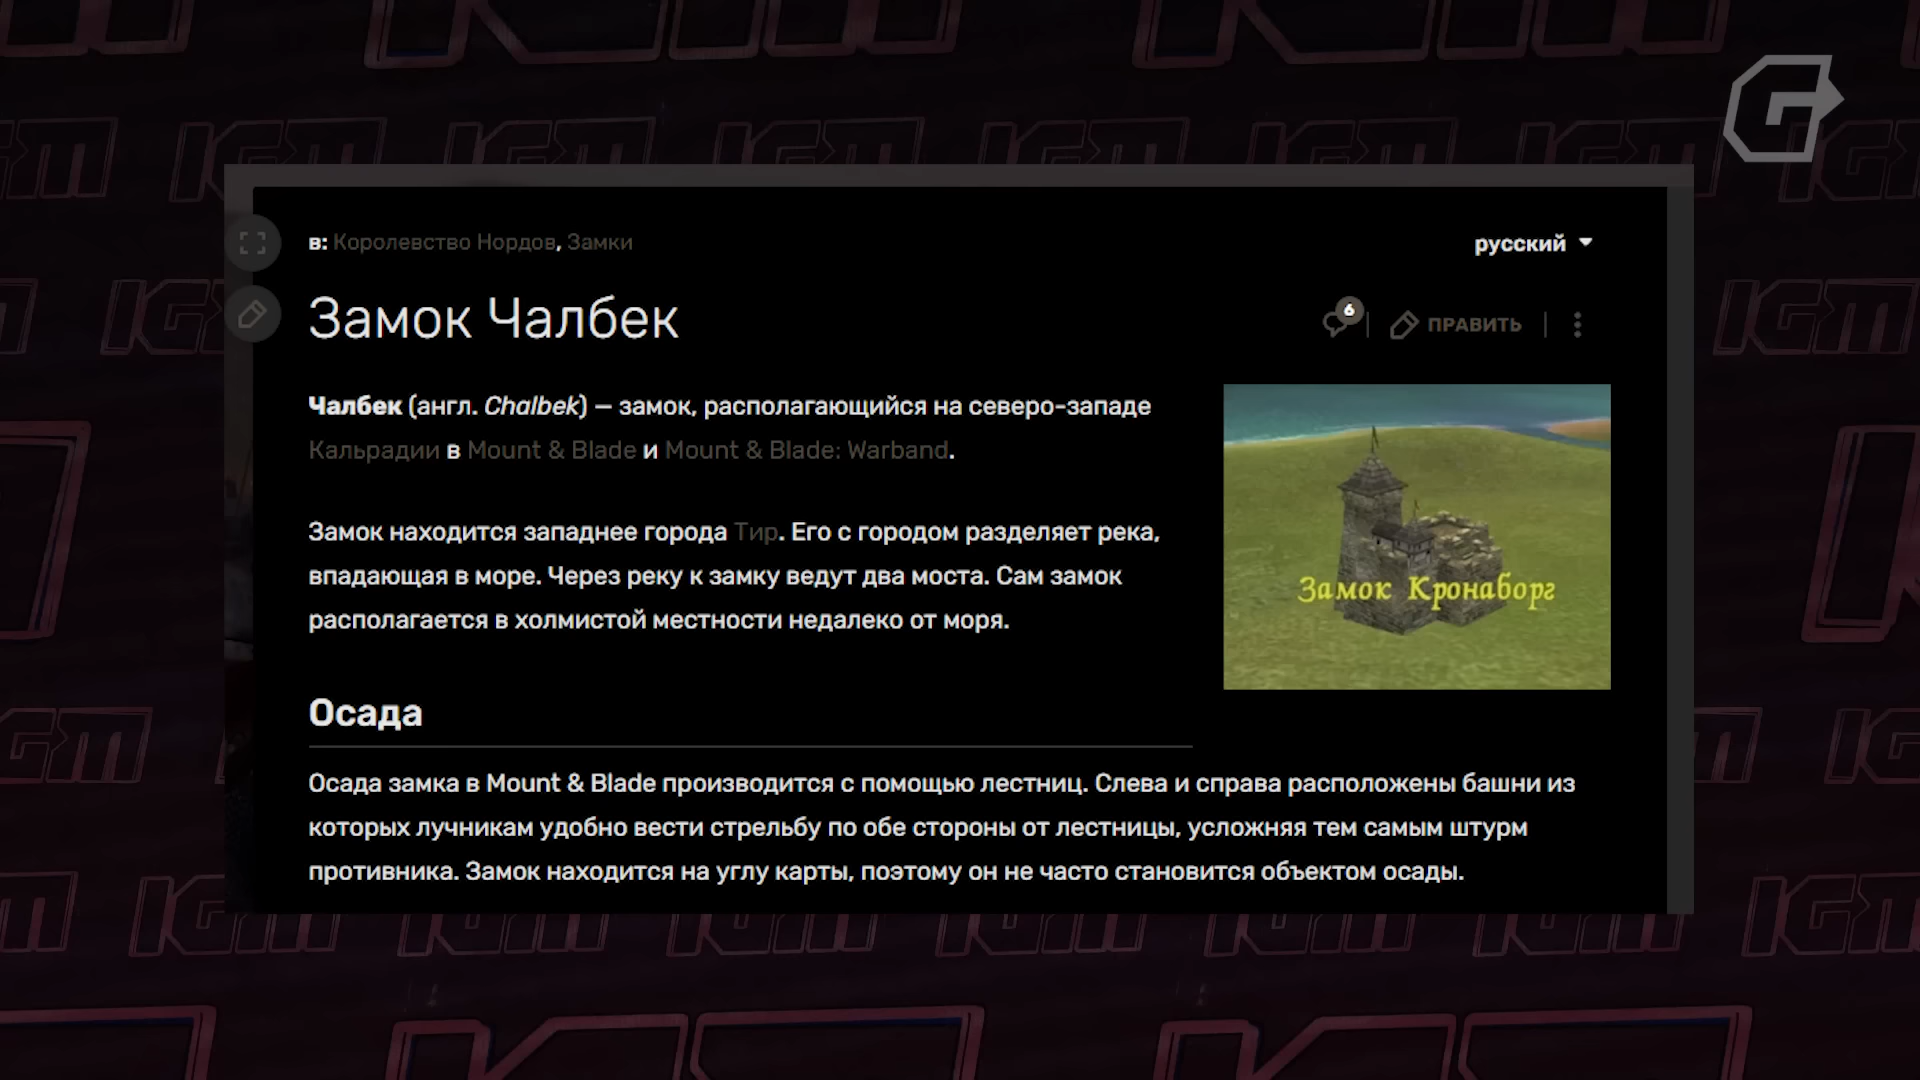 в: Королевство Нордов, Замки
русский
Замок Чалбек
6
ПРАВИТЬ
Чалбек (англ. Chalbek) — замок, располагающийся на северо-западе
Кальрадии в Mount & Blade и Mount & Blade: Warband.
Замок находится западнее города Тир. Его с городом разделяет река,
впадающая в море. Через реку к замку ведут два моста. Сам замок
располагается в холмистой местности недалеко от моря.
Замок Кронаборг
Осада
Осада замка в Mount & Blade производится с помощью лестниц. Слева и справа расположены башни из
которых лучникам удобно вести стрельбу по обе стороны от лестницы, усложняя тем самым штурм
противника. Замок находится на углу карты, поэтому он не часто становится объектом осады.